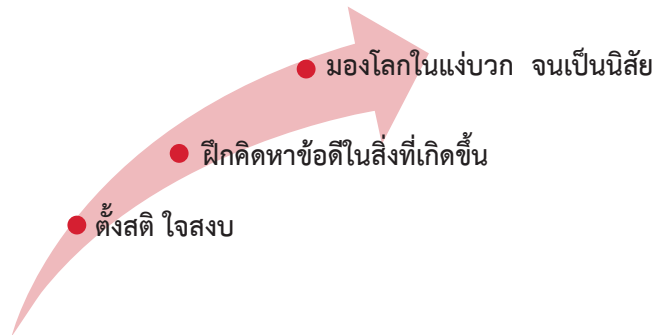 มองโลกในแง่บวก จนเป็นนิสัย
ฝึกคิดหาข้อดีในสิ่งที่เกิดขึ้น
ตั้งสติ ใจสงบ